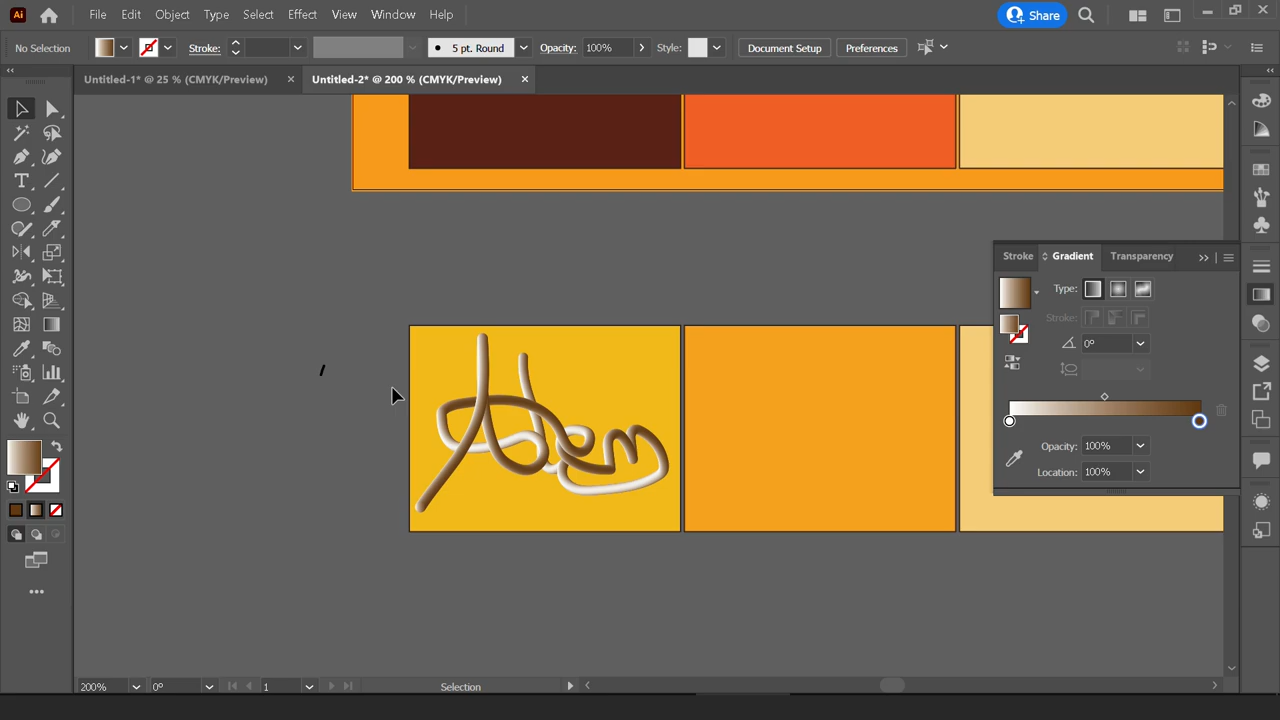 Ai File Edit Object Type Select Effect View Window Help Share
No Selection Stroke: 5 pt. Round Opacity: 100% Style: Document Setup Preferences
Untitled-1* @ 25 % (CMYK/Preview) Untitled-2* @ 200 % (CMYK/Preview)
Stroke Gradient Transparency
Type:
Stroke:
0°
Opacity: 100%
Location: 100%
200% 0° 1 Selection